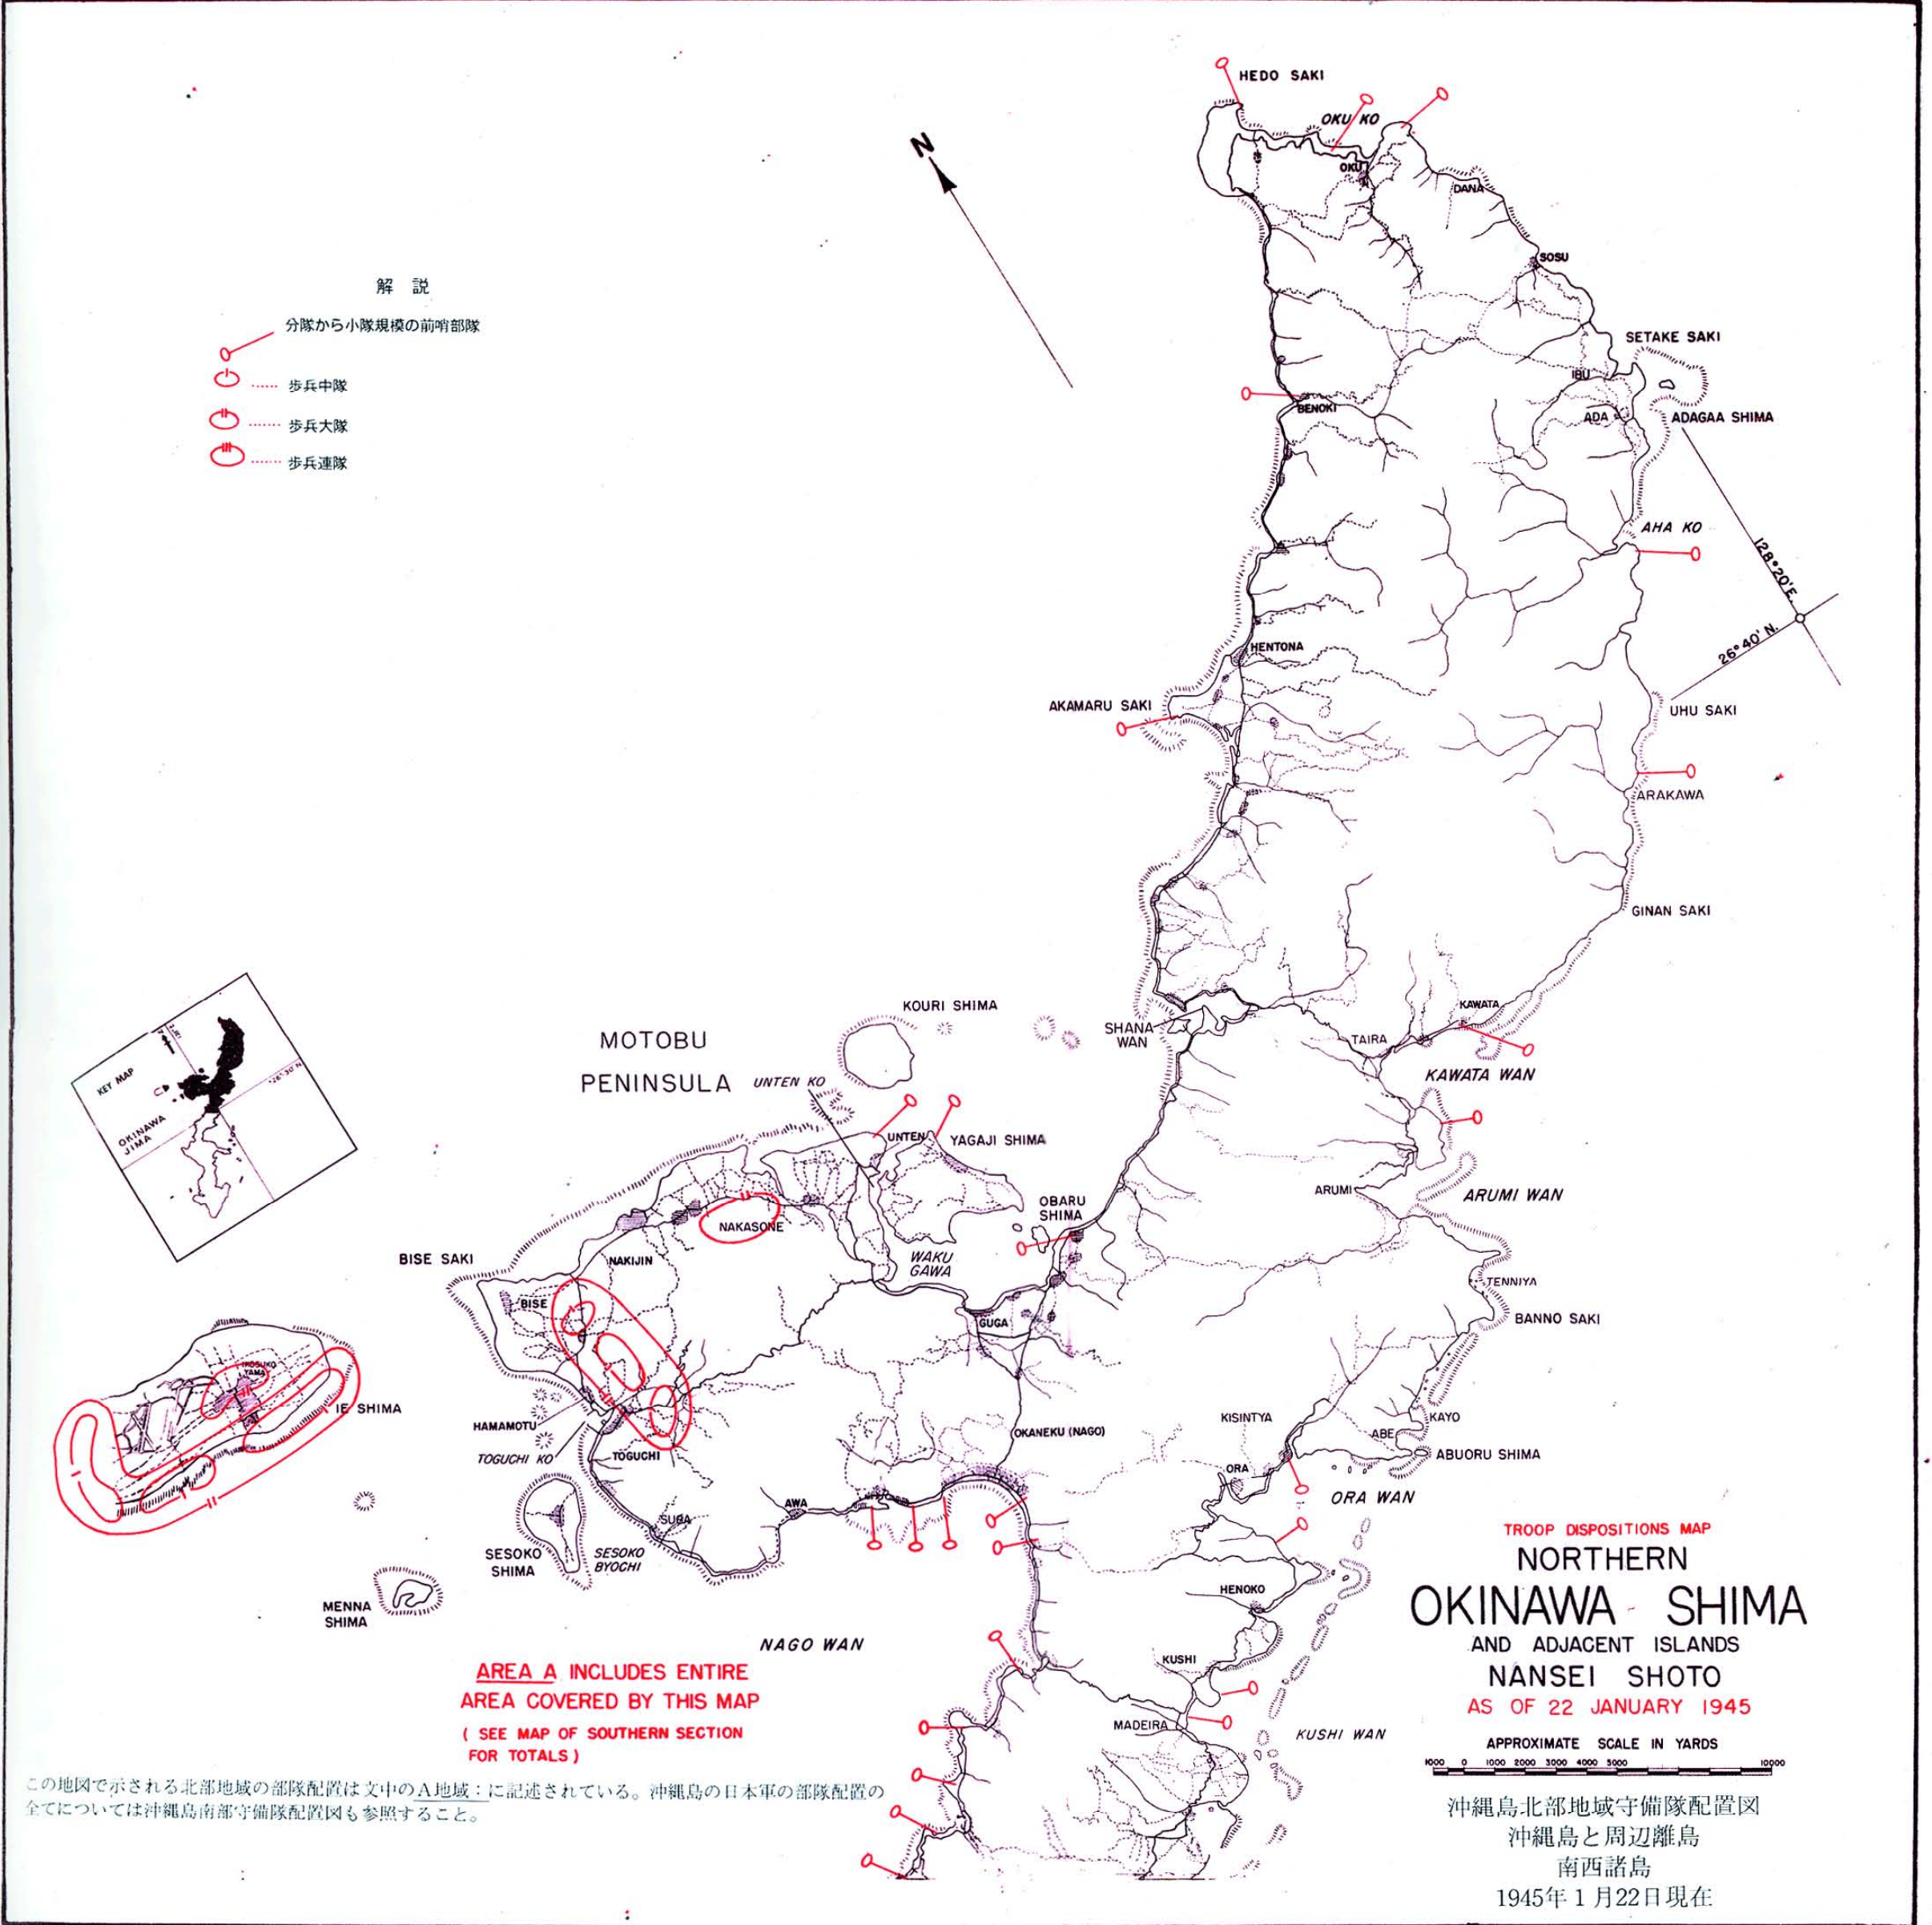 HEDO SAKI
OKU KO
N
OKU
DANA
SOSU
解 説
分隊から小隊規模の前哨部隊
歩兵中隊
歩兵大隊
歩兵連隊
SETAKE SAKI
IBU
BENOKI
ADA
ADAGAA SHIMA
AHA KO
128°20'E.
26°40' N.
HENTONA
AKAMARU SAKI
UHU SAKI
ARAKAWA
GINAN SAKI
KOURI SHIMA
KAWATA
SHANA
WAN
TAIRA
MOTOBU
PENINSULA
UNTEN KO
KAWATA WAN
KEY MAP
26°30' N
OKINAWA
JIMA
UNTEN
YAGAJI SHIMA
ARUMI
ARUMI WAN
OBARU
SHIMA
NAKASONE
BISE SAKI
NAKIJIN
WAKU
GAWA
TENNIYA
BISE
GUGA
BANNO SAKI
YAMA
IE SHIMA
HAMAMOTU
TOGUCHI KO
TOGUCHI
OKANEKU (NAGO)
KISINTYA
KAYO
ABE
ABUORU SHIMA
ORA
ORA WAN
AWA
SUGA
SESOKO
SHIMA
SESOKO
BYOCHI
MENNA
SHIMA
HENOKO
NAGO WAN
KUSHI
MADEIRA
KUSHI WAN
AREA A INCLUDES ENTIRE
AREA COVERED BY THIS MAP
( SEE MAP OF SOUTHERN SECTION
FOR TOTALS )
TROOP DISPOSITIONS MAP
NORTHERN
OKINAWA SHIMA
AND ADJACENT ISLANDS
NANSEI SHOTO
AS OF 22 JANUARY 1945
APPROXIMATE SCALE IN YARDS
1000 0 1000 2000 3000 4000 5000 10000
この地図で示される北部地域の部隊配置は文中のA地域：に記述されている。沖縄島の日本軍の部隊配置の
全てについては沖縄島南部守備隊配置図も参照すること。
沖縄島北部地域守備隊配置図
沖縄島と周辺離島
南西諸島
1945年1月22日現在